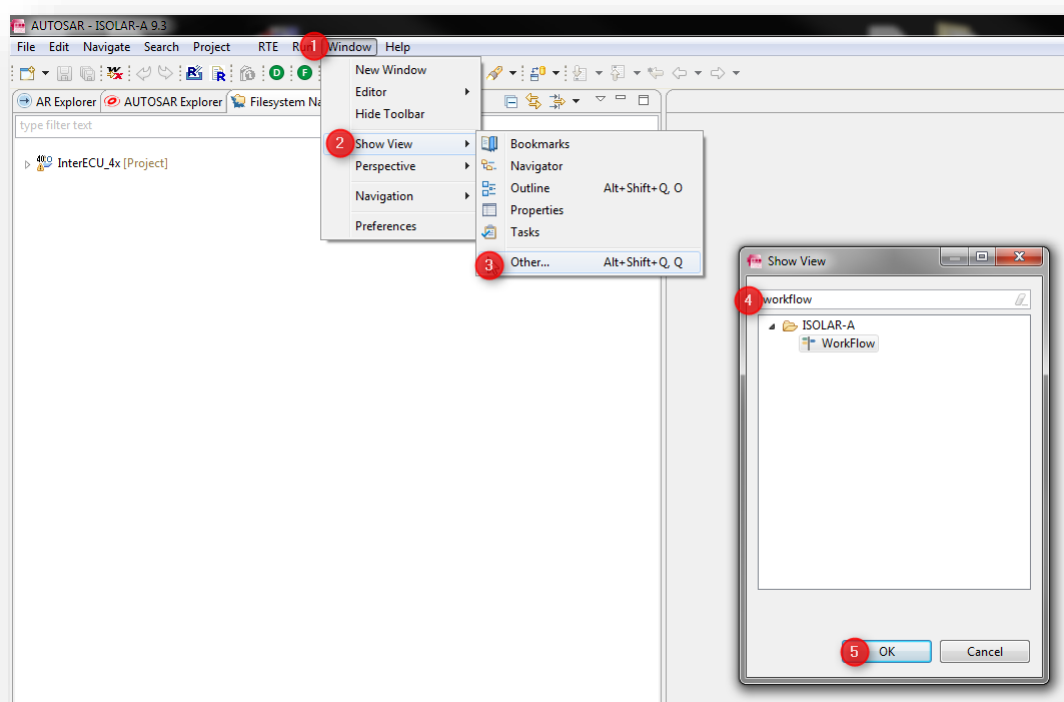 AUTOSAR - ISOLAR-A 9.3
File Edit Navigate Search Project RTE R 1 Window Help
AR Explorer AUTOSAR Explorer Filesystem Na
type filter text
InterECU_4x [Project]
New Window
Editor
Hide Toolbar
2 Show View
Perspective
Navigation
Preferences
Bookmarks
Navigator
Outline Alt+Shift+Q, O
Properties
Tasks
3 Other... Alt+Shift+Q, Q
Show View
4 workflow
ISOLAR-A
WorkFlow
5 OK Cancel